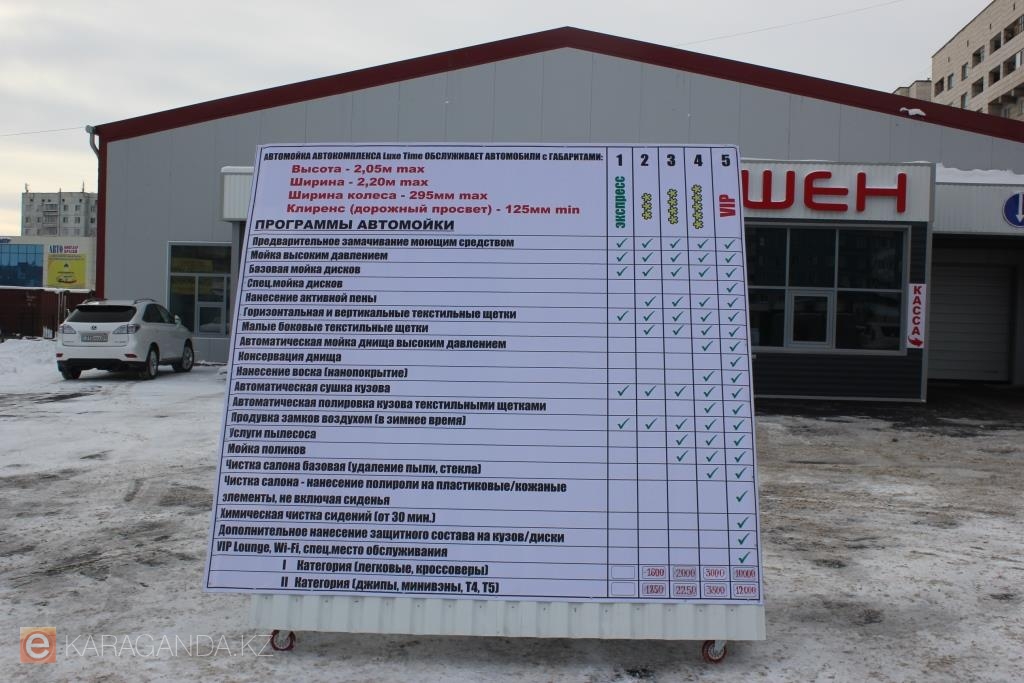 АВТОМОЙКА АВТОКОМПЛЕКСА Luxe Time ОБСЛУЖИВАЕТ АВТОМОБИЛИ с ГАБАРИТАМИ: 1 2 3 4 5
Высота - 2,05м max
Ширина - 2,20м max
Ширина колеса - 295мм max
Клиренс (дорожный просвет) - 125мм min
ПРОГРАММЫ АВТОМОЙКИ экспресс *** **** ***** VIP
Предварительное замачивание моющим средством ✓ ✓ ✓ ✓ ✓
Мойка высоким давлением ✓ ✓ ✓ ✓ ✓
Базовая мойка дисков ✓ ✓ ✓ ✓ ✓
Спец.мойка дисков ✓
Нанесение активной пены ✓ ✓ ✓ ✓
Горизонтальная и вертикальные текстильные щетки ✓ ✓ ✓ ✓ ✓
Малые боковые текстильные щетки ✓ ✓ ✓ ✓
Автоматическая мойка днища высоким давлением ✓ ✓
Консервация днища ✓
Нанесение воска (нанопокрытие) ✓ ✓
Автоматическая сушка кузова ✓ ✓ ✓ ✓ ✓
Автоматическая полировка кузова текстильными щетками ✓ ✓
Продувка замков воздухом (в зимнее время) ✓ ✓ ✓ ✓ ✓
Услуги пылесоса ✓ ✓ ✓
Мойка поликов ✓ ✓ ✓
Чистка салона базовая (удаление пыли, стекла) ✓ ✓
Чистка салона - нанесение полироли на пластиковые/кожаные
элементы, не включая сиденья ✓
Химическая чистка сидений (от 30 мин.) ✓
Дополнительное нанесение защитного состава на кузов/диски ✓
VIP Lounge, Wi-Fi, спец.место обслуживания ✓
I Категория (легковые, кроссоверы) 1600 2000 3000 10000
II Категория (джипы, минивэны, Т4, Т5) 1850 2250 3800 12000
ШЕН
КАССА
АВТО
e KARAGANDA.KZ